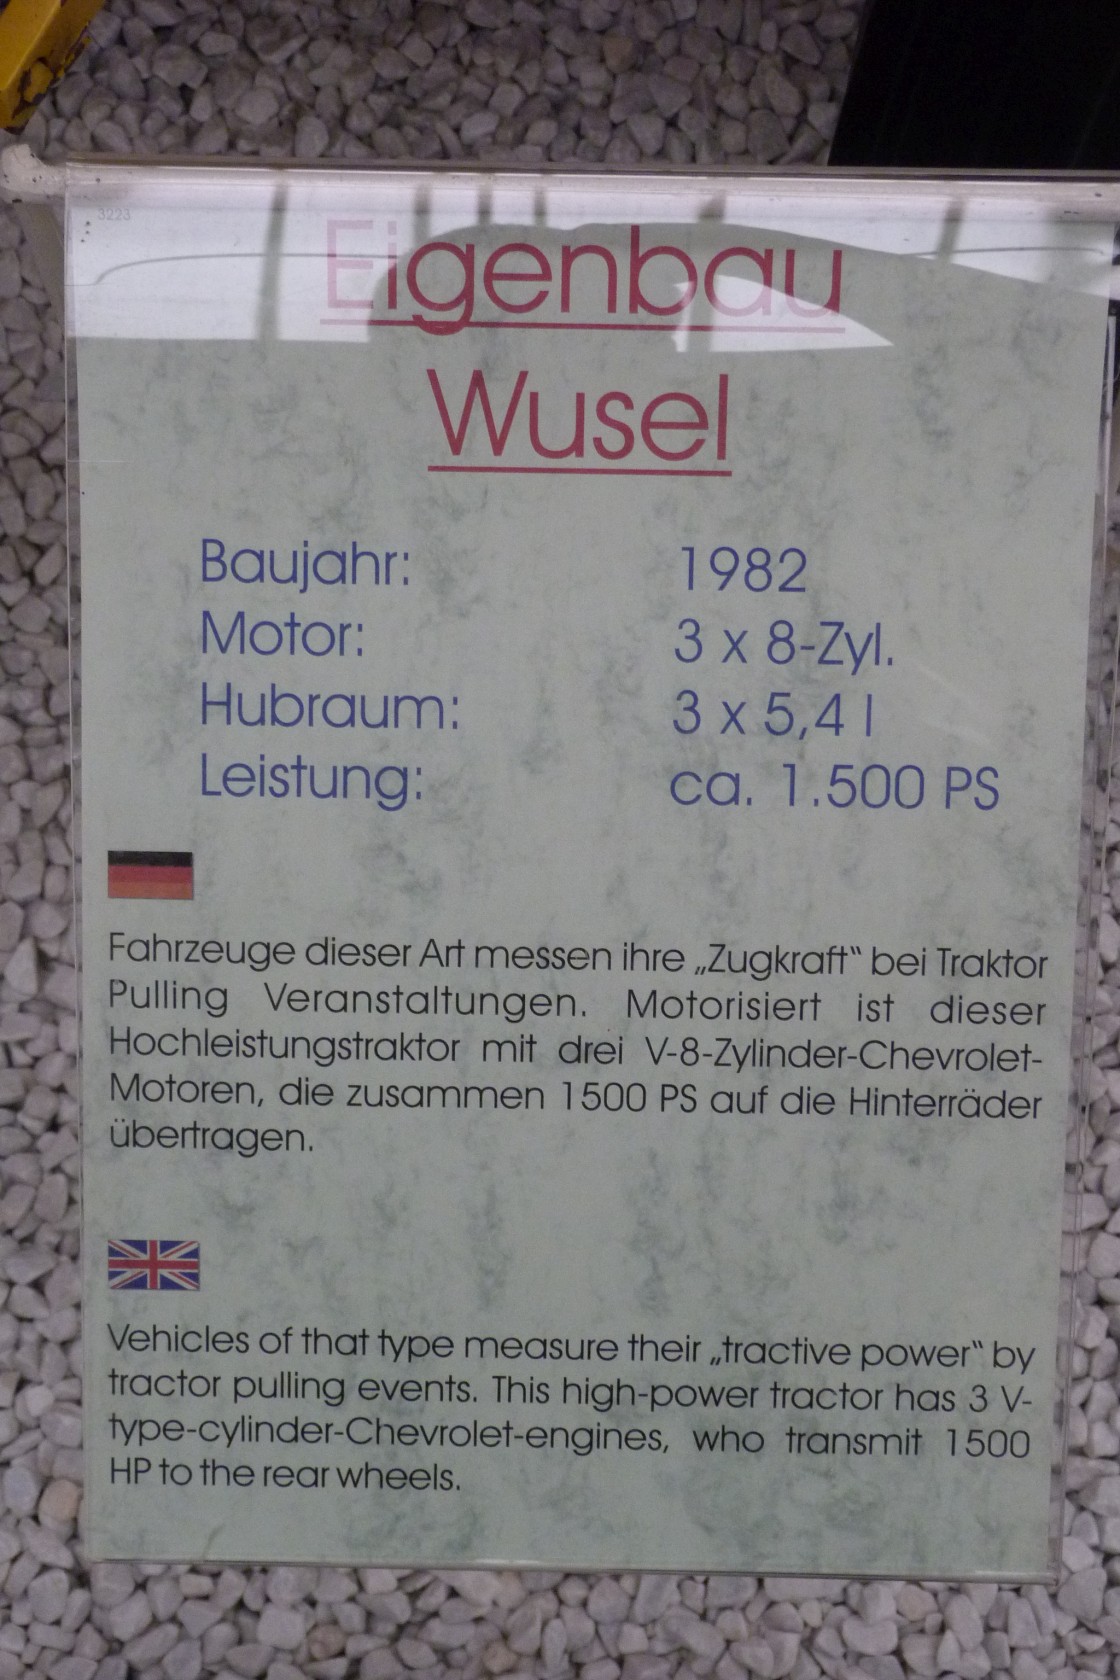 3223
Eigenbau
Wusel
Baujahr: 1982
Motor: 3 x 8-Zyl.
Hubraum: 3 x 5,4 l
Leistung: ca. 1.500 PS
Fahrzeuge dieser Art messen ihre „Zugkraft“ bei Traktor
Pulling Veranstaltungen. Motorisiert ist dieser
Hochleistungstraktor mit drei V-8-Zylinder-Chevrolet-
Motoren, die zusammen 1500 PS auf die Hinterräder
übertragen.
Vehicles of that type measure their „tractive power“ by
tractor pulling events. This high-power tractor has 3 V-
type-cylinder-Chevrolet-engines, who transmit 1500
HP to the rear wheels.